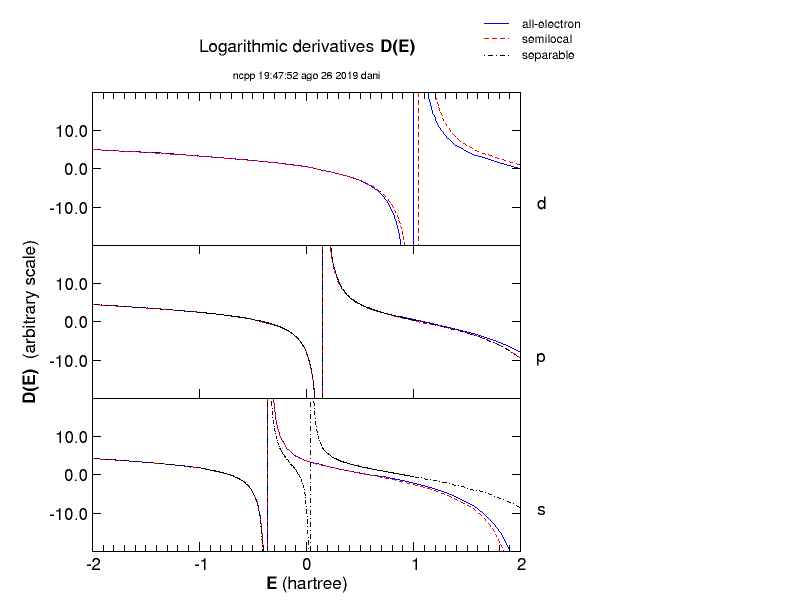 all-electron
semilocal
separable
Logarithmic derivatives D(E)
ncpp 19:47:52 ago 26 2019 dani
10.0
0.0
-10.0
d
10.0
0.0
-10.0
p
D(E) (arbitrary scale)
10.0
0.0
-10.0
s
-2 -1 0 1 2
E (hartree)